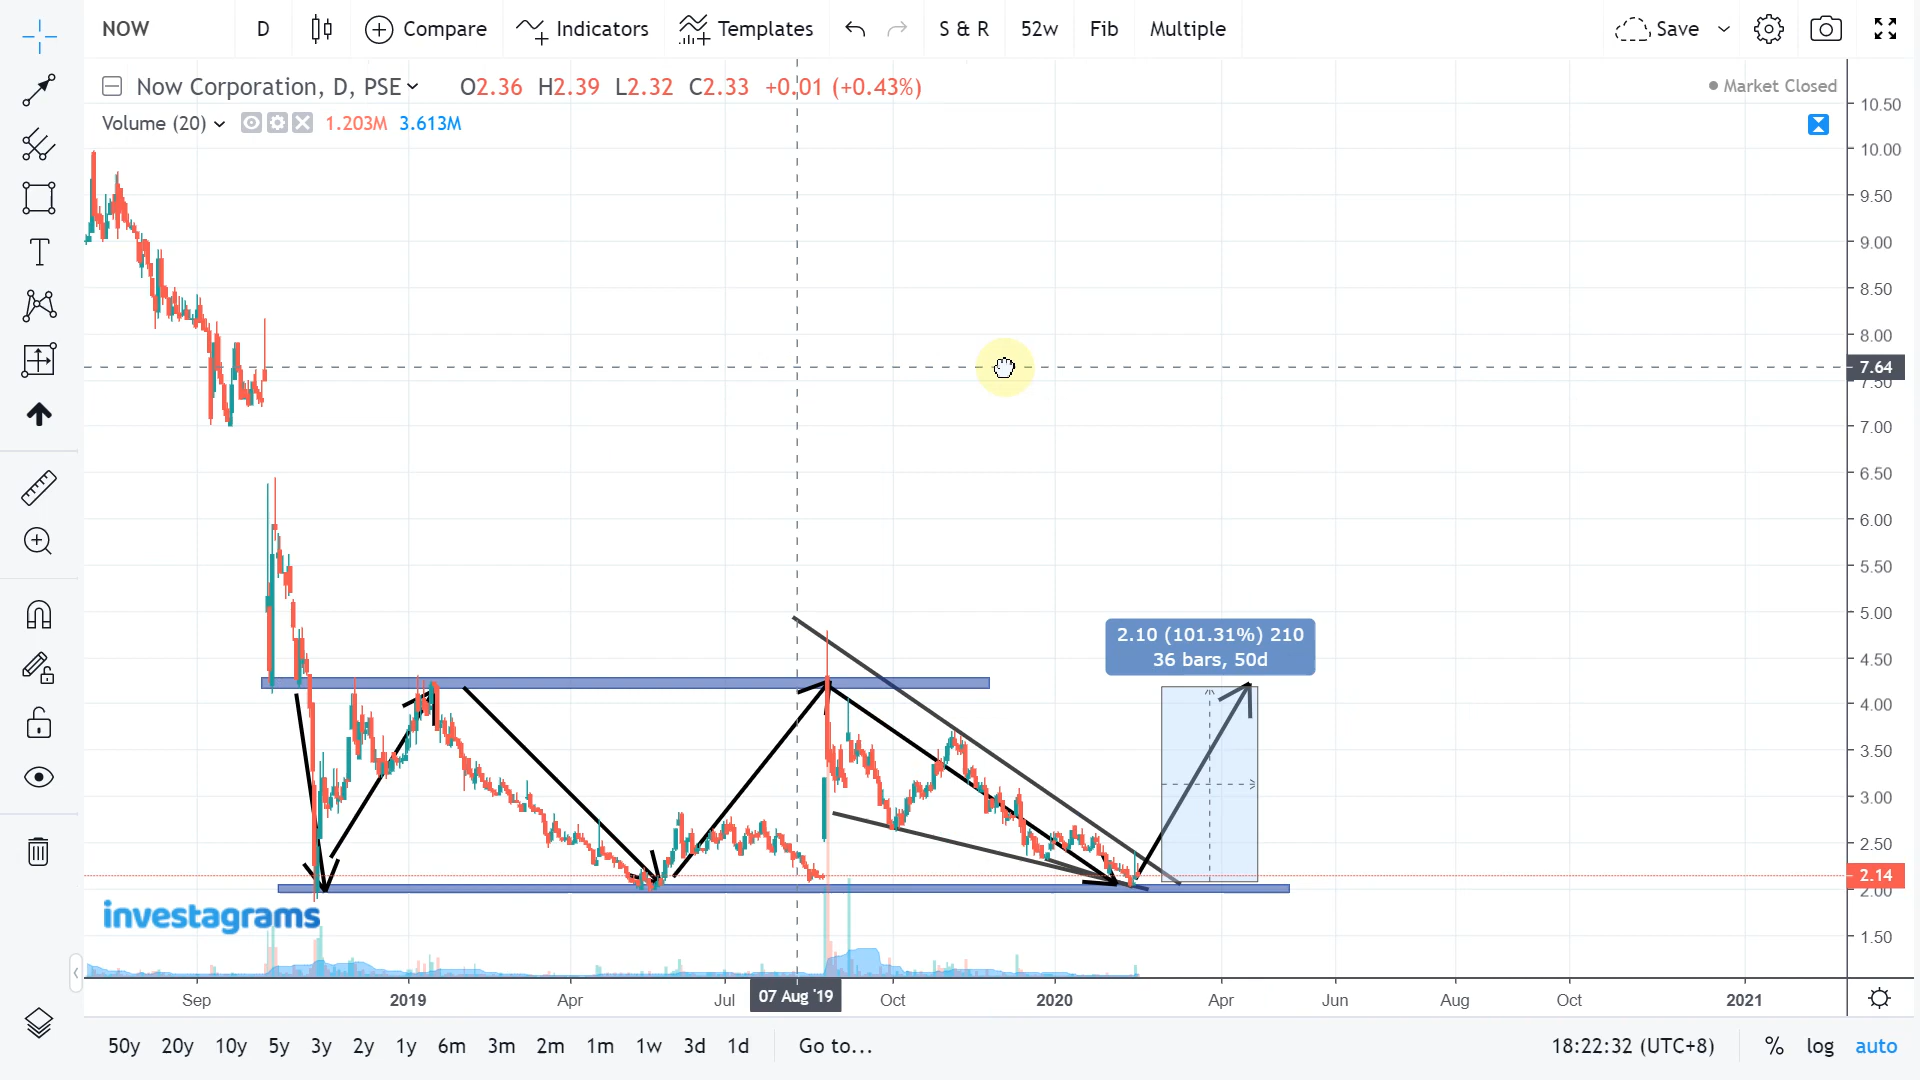 NOW D Compare Indicators Templates S & R 52w Fib Multiple Save
Now Corporation, D, PSE O2.36 H2.39 L2.32 C2.33 +0.01 (+0.43%) Market Closed
Volume (20) 1.203M 3.613M
10.50
10.00
9.50
9.00
8.50
8.00
7.64
7.50
7.00
6.50
6.00
5.50
5.00
2.10 (101.31%) 210
36 bars, 50d
4.50
4.00
3.50
3.00
2.50
2.14
2.00
investagrams
1.50
Sep 2019 Apr Jul 07 Aug '19 Oct 2020 Apr Jun Aug Oct 2021
50y 20y 10y 5y 3y 2y 1y 6m 3m 2m 1m 1w 3d 1d Go to... 18:22:32 (UTC+8) % log auto